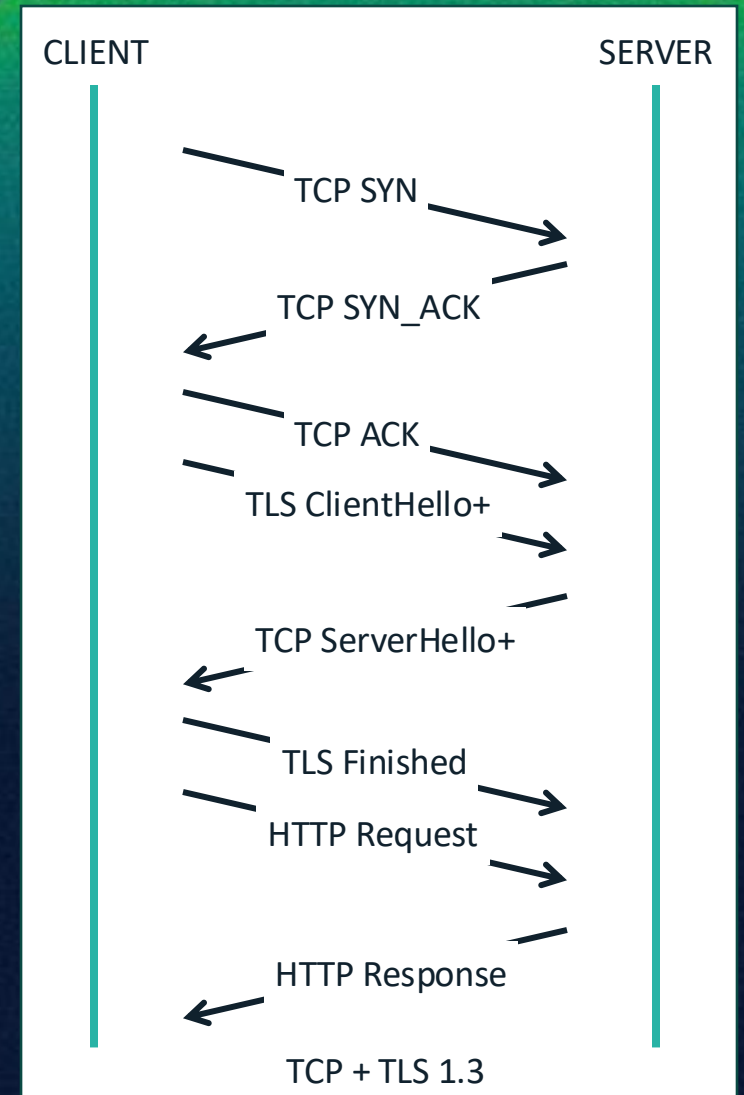 CLIENT
SERVER
TCP SYN
TCP SYN_ACK
TCP ACK
TLS ClientHello+
TCP ServerHello+
TLS Finished
HTTP Request
HTTP Response
TCP + TLS 1.3